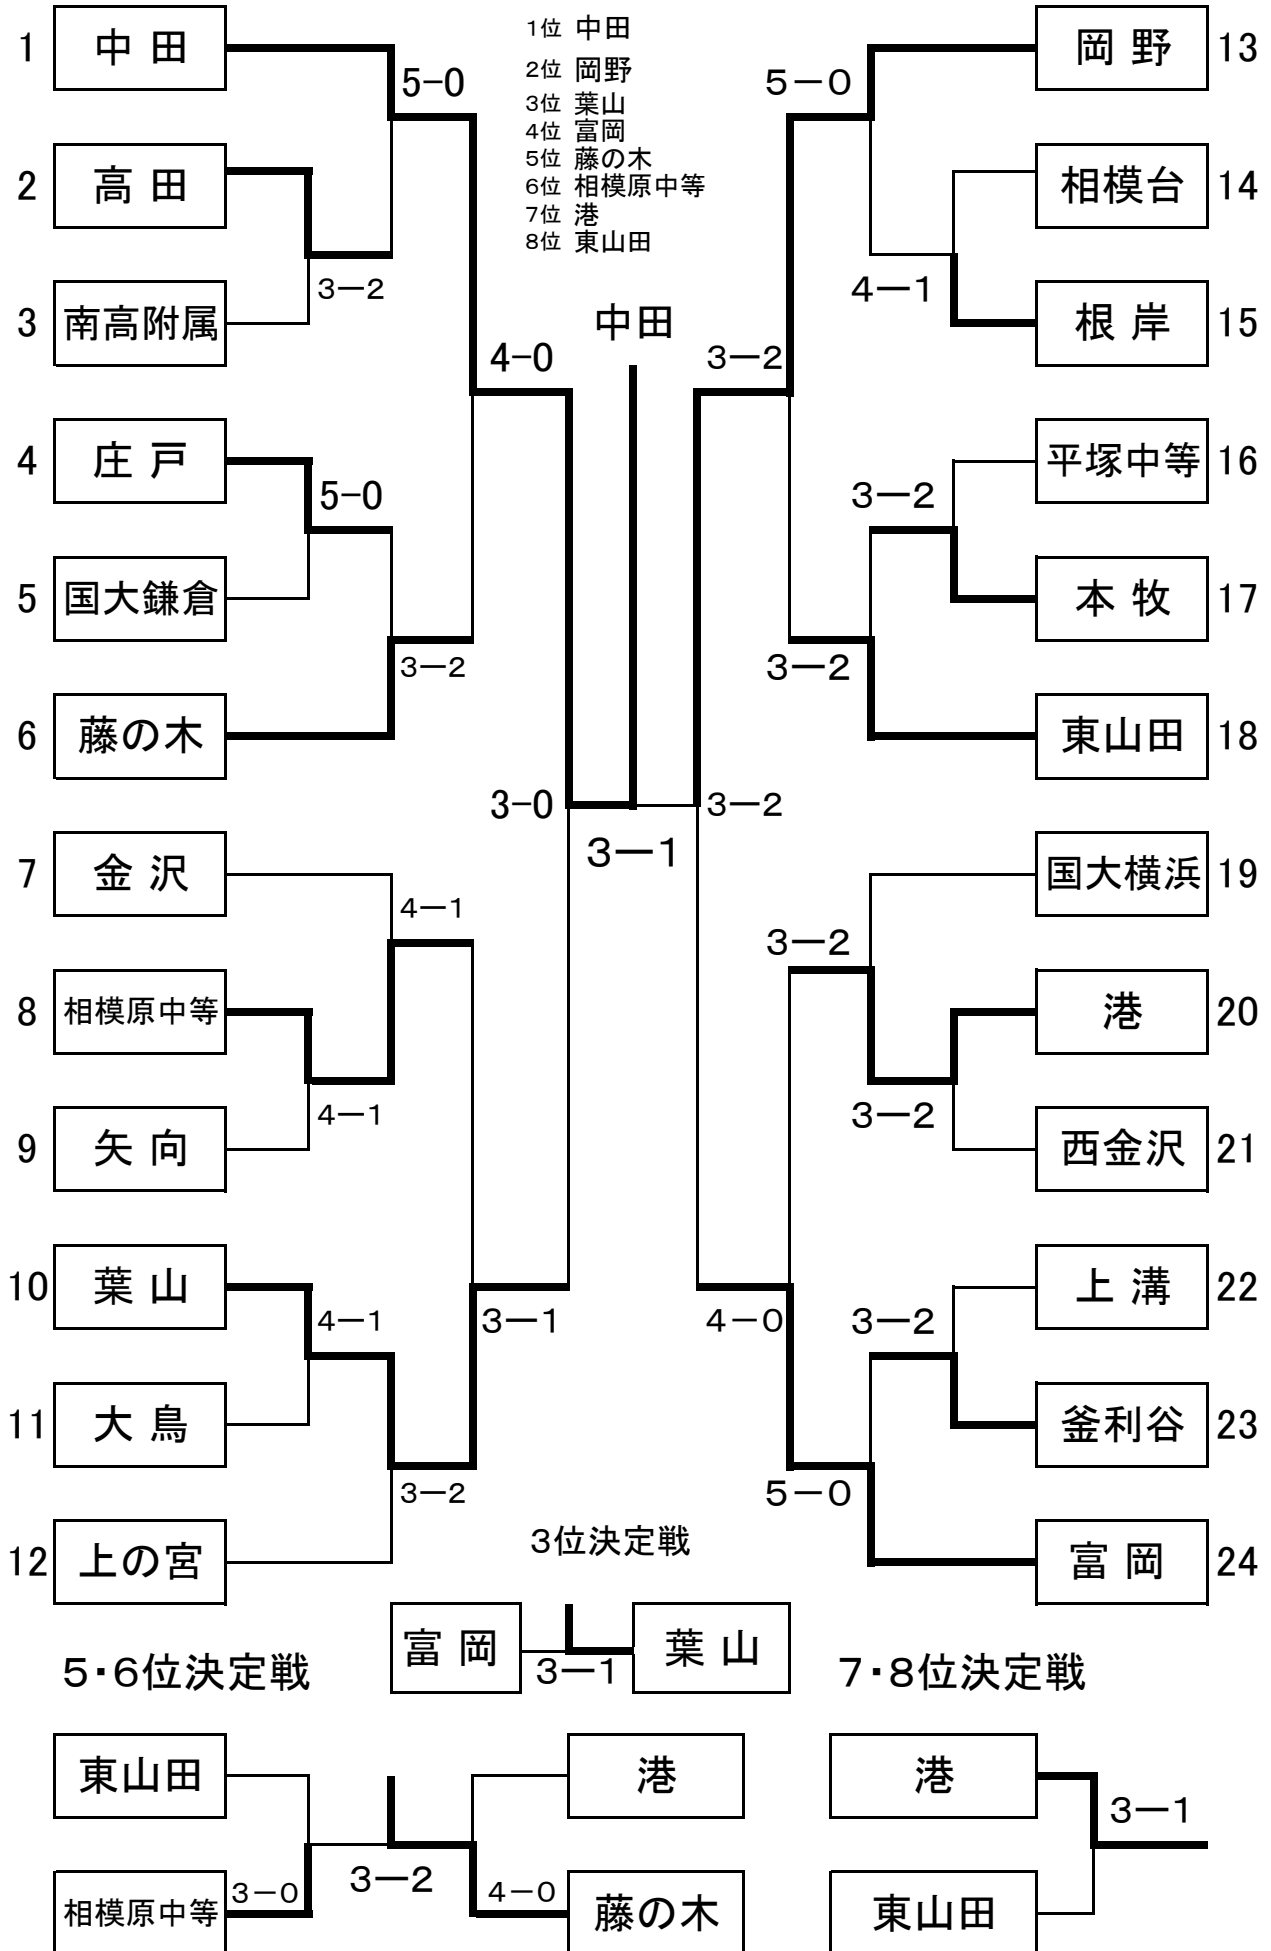 1位 中田
2位 岡野
3位 葉山
4位 富岡
5位 藤の木
6位 相模原中等
7位 港
8位 東山田
1 中 田
5-0
2 高 田
3 南高附属
3－2
4-0
4 庄 戸
5-0
5 国大鎌倉
6 藤の木
3－2
3-0
7 金 沢
4－1
8 相模原中等
9 矢 向
4－1
10 葉 山
4－1
3－1
11 大 鳥
3－2
12 上の宮
中田
3－1
岡 野 13
5－0
相模台 14
4－1
根 岸 15
3－2
平塚中等 16
3－2
本 牧 17
3－2
東山田 18
3－2
国大横浜 19
3－2
港 20
3－2
西金沢 21
上 溝 22
4－0
3－2
釜利谷 23
5－0
富 岡 24
3位決定戦
富 岡
3－1
葉 山
5・6位決定戦
東山田
相模原中等
3－0
3－2
港
4－0
藤の木
7・8位決定戦
港
3－1
東山田